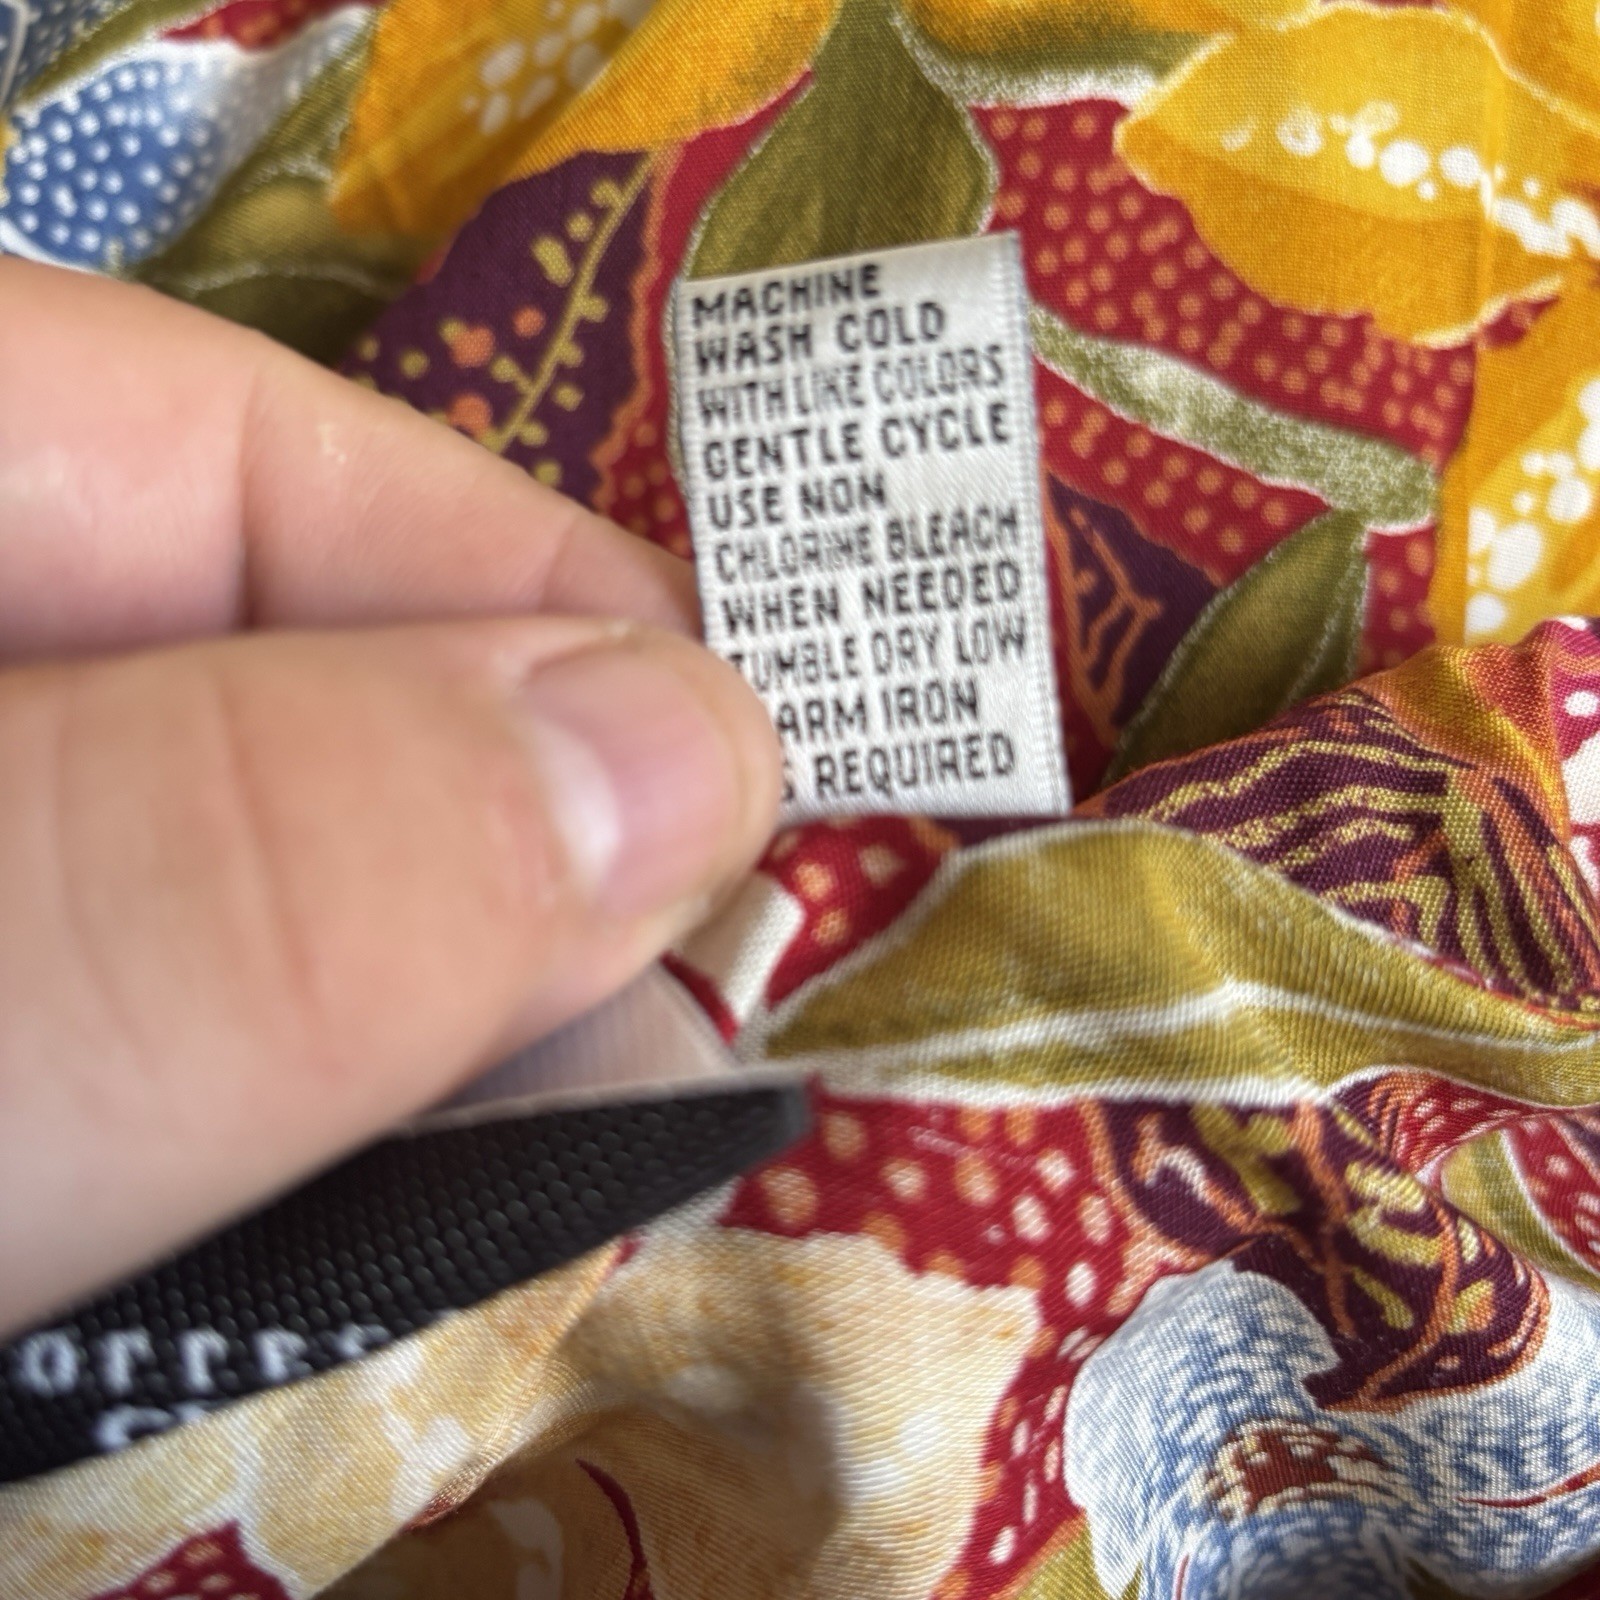 MACHINE
WASH COLD
WITH LIKE COLORS
GENTLE CYCLE
USE NON
CHLORINE BLEACH
WHEN NEEDED
TUMBLE DRY LOW
ARM IRON
S REQUIRED